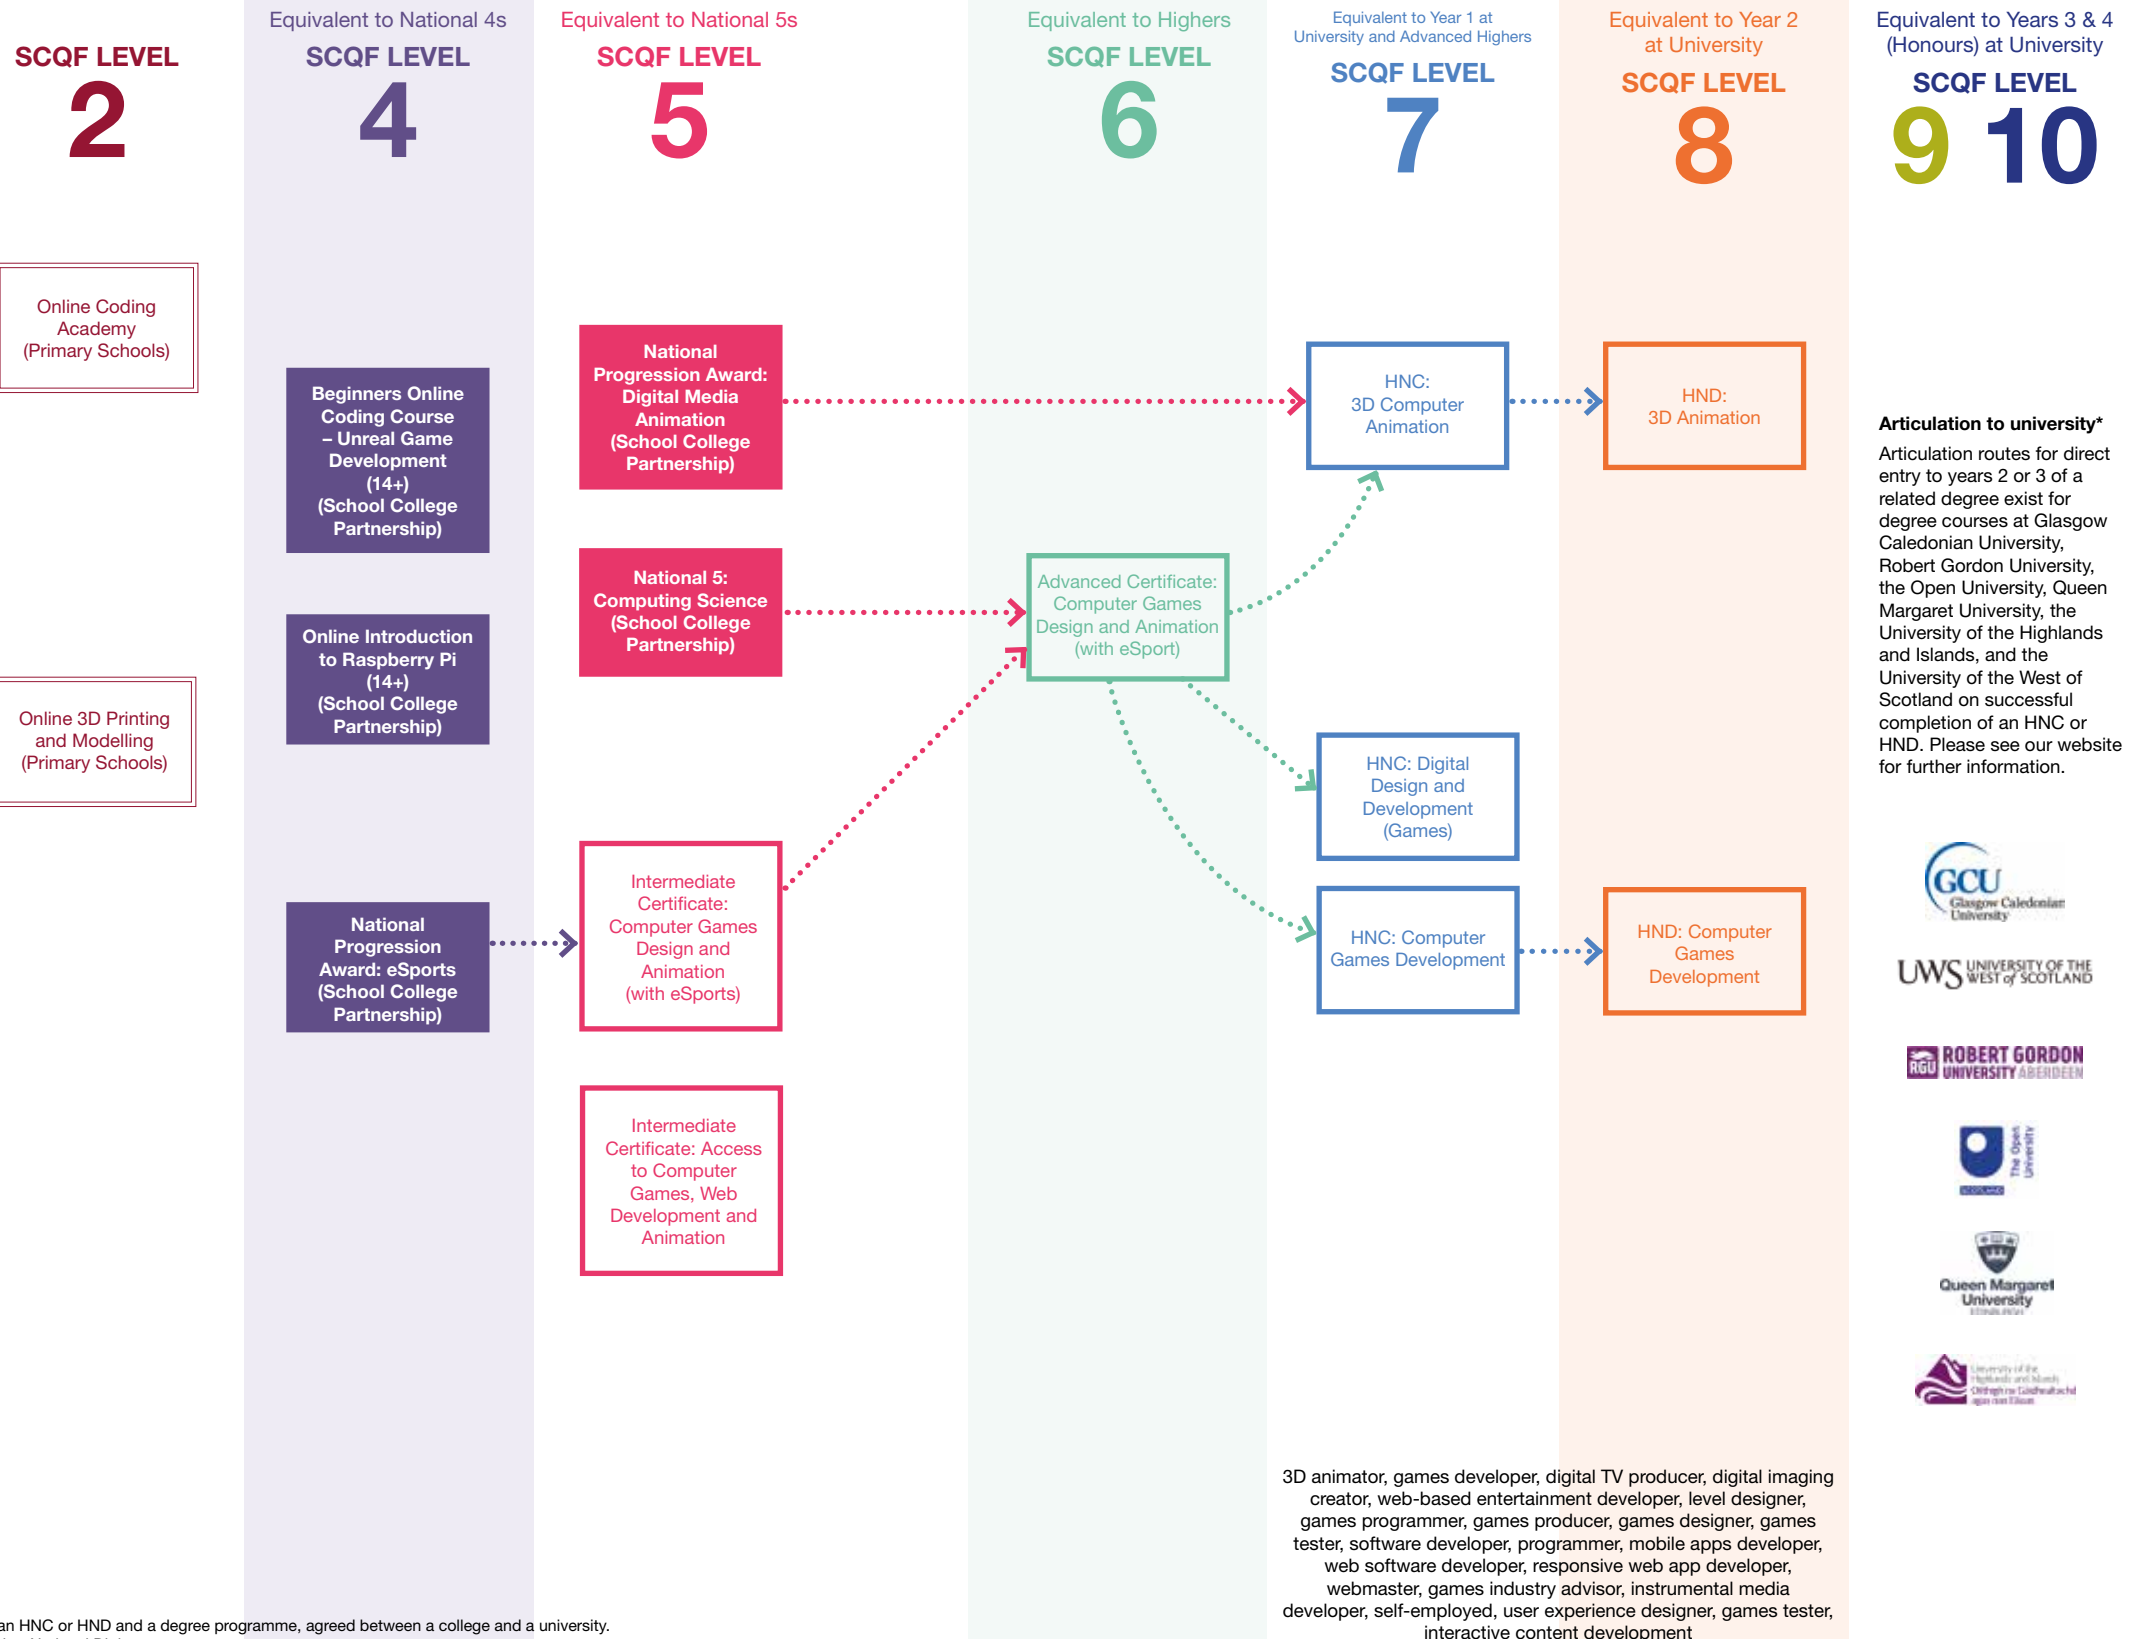 SCQF LEVEL
2
Equivalent to National 4s
SCQF LEVEL
4
Equivalent to National 5s
SCQF LEVEL
5
Equivalent to Highers
SCQF LEVEL
6
Equivalent to Year 1 at
University and Advanced Highers
SCQF LEVEL
7
Equivalent to Year 2
at University
SCQF LEVEL
8
Equivalent to Years 3 & 4
(Honours) at University
SCQF LEVEL
9 10
Online Coding
Academy
(Primary Schools)
Online 3D Printing
and Modelling
(Primary Schools)
Beginners Online
Coding Course
– Unreal Game
Development
(14+)
(School College
Partnership)
Online Introduction
to Raspberry Pi
(14+)
(School College
Partnership)
National
Progression
Award: eSports
(School College
Partnership)
National
Progression Award:
Digital Media
Animation
(School College
Partnership)
National 5:
Computing Science
(School College
Partnership)
Intermediate
Certificate:
Computer Games
Design and
Animation
(with eSports)
Intermediate
Certificate: Access
to Computer
Games, Web
Development and
Animation
Advanced Certificate:
Computer Games
Design and Animation
(with eSport)
HNC:
3D Computer
Animation
HNC: Digital
Design and
Development
(Games)
HNC: Computer
Games Development
HND:
3D Animation
HND: Computer
Games
Development
Articulation to university*
Articulation routes for direct
entry to years 2 or 3 of a
related degree exist for
degree courses at Glasgow
Caledonian University,
Robert Gordon University,
the Open University, Queen
Margaret University, the
University of the Highlands
and Islands, and the
University of the West of
Scotland on successful
completion of an HNC or
HND. Please see our website
for further information.
GCU
Glasgow Caledonian
University
UWS UNIVERSITY OF THE
WEST of SCOTLAND
RGU ROBERT GORDON
UNIVERSITY ABERDEEN
The Open
University
Queen Margaret
University
University of the
Highlands and Islands
3D animator, games developer, digital TV producer, digital imaging
creator, web-based entertainment developer, level designer,
games programmer, games producer, games designer, games
tester, software developer, programmer, mobile apps developer,
web software developer, responsive web app developer,
webmaster, games industry advisor, instrumental media
developer, self-employed, user experience designer, games tester,
interactive content development
an HNC or HND and a degree programme, agreed between a college and a university.